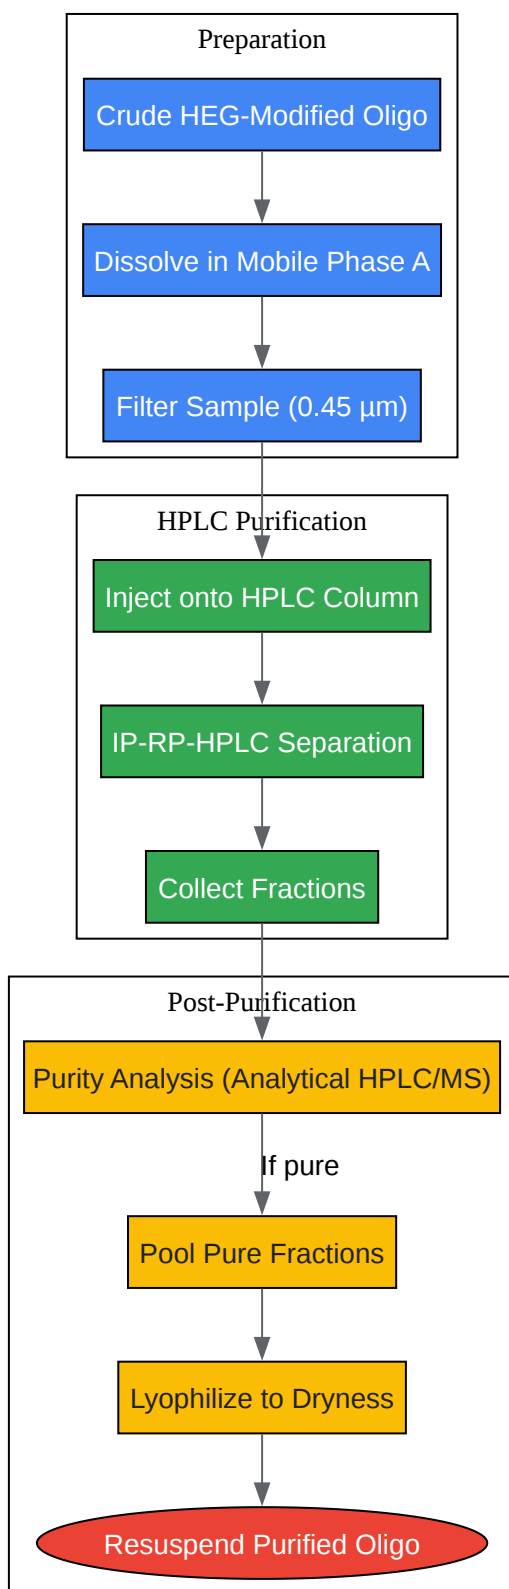 Preparation
Crude HEG-Modified Oligo
Dissolve in Mobile Phase A
Filter Sample (0.45 µm)
HPLC Purification
Inject onto HPLC Column
IP-RP-HPLC Separation
Collect Fractions
Post-Purification
Purity Analysis (Analytical HPLC/MS)
If pure
Pool Pure Fractions
Lyophilize to Dryness
Resuspend Purified Oligo